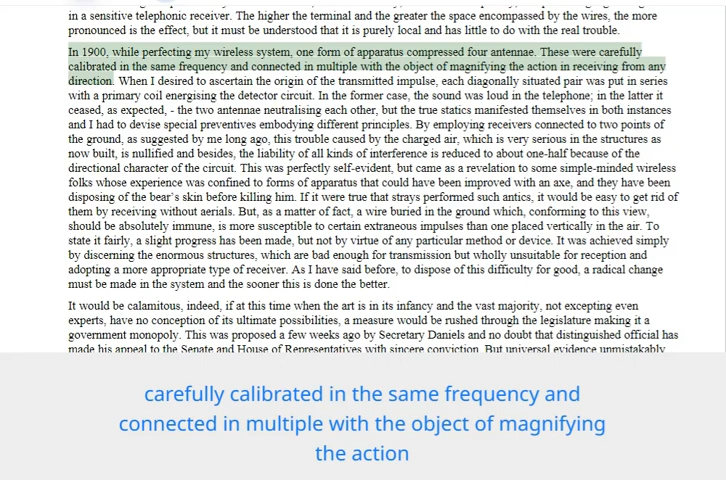 in a sensitive telephonic receiver. The higher the terminal and the greater the space encompassed by the wires, the more
pronounced is the effect, but it must be understood that it is purely local and has little to do with the real trouble.
In 1900, while perfecting my wireless system, one form of apparatus compressed four antennae. These were carefully
calibrated in the same frequency and connected in multiple with the object of magnifying the action in receiving from any
direction. When I desired to ascertain the origin of the transmitted impulse, each diagonally situated pair was put in series
with a primary coil energising the detector circuit. In the former case, the sound was loud in the telephone; in the latter it
ceased, as expected, - the two antennae neutralising each other, but the true statics manifested themselves in both instances
and I had to devise special preventives embodying different principles. By employing receivers connected to two points of
the ground, as suggested by me long ago, this trouble caused by the charged air, which is very serious in the structures as
now built, is nullified and besides, the liability of all kinds of interference is reduced to about one-half because of the
directional character of the circuit. This was perfectly self-evident, but came as a revelation to some simple-minded wireless
folks whose experience was confined to forms of apparatus that could have been improved with an axe, and they have been
disposing of the bear`s skin before killing him. If it were true that strays performed such antics, it would be easy to get rid of
them by receiving without aerials. But, as a matter of fact, a wire buried in the ground which, conforming to this view,
should be absolutely immune, is more susceptible to certain extraneous impulses than one placed vertically in the air. To
state it fairly, a slight progress has been made, but not by virtue of any particular method or device. It was achieved simply
by discerning the enormous structures, which are bad enough for transmission but wholly unsuitable for reception and
adopting a more appropriate type of receiver. As I have said before, to dispose of this difficulty for good, a radical change
must be made in the system and the sooner this is done the better.
It would be calamitous, indeed, if at this time when the art is in its infancy and the vast majority, not excepting even
experts, have no conception of its ultimate possibilities, a measure would be rushed through the legislature making it a
government monopoly. This was proposed a few weeks ago by Secretary Daniels and no doubt that distinguished official has
made his appeal to the Senate and House of Representatives with sincere conviction. But universal evidence unmistakably
carefully calibrated in the same frequency and
connected in multiple with the object of magnifying
the action